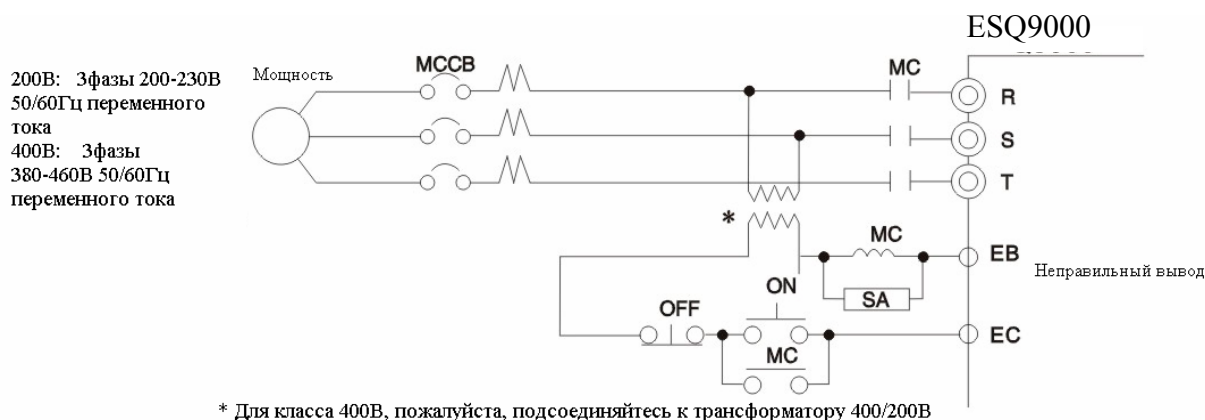 ESQ9000
200В: 3фазы 200-230В
50/60Гц переменного
тока
400В: 3фазы
380-460В 50/60Гц
переменного тока
Мощность
MCCB
MC
R
S
T
*
MC
EB
Неправильный вывод
SA
ON
OFF
EC
MC
* Для класса 400В, пожалуйста, подсоединяйтесь к трансформатору 400/200В